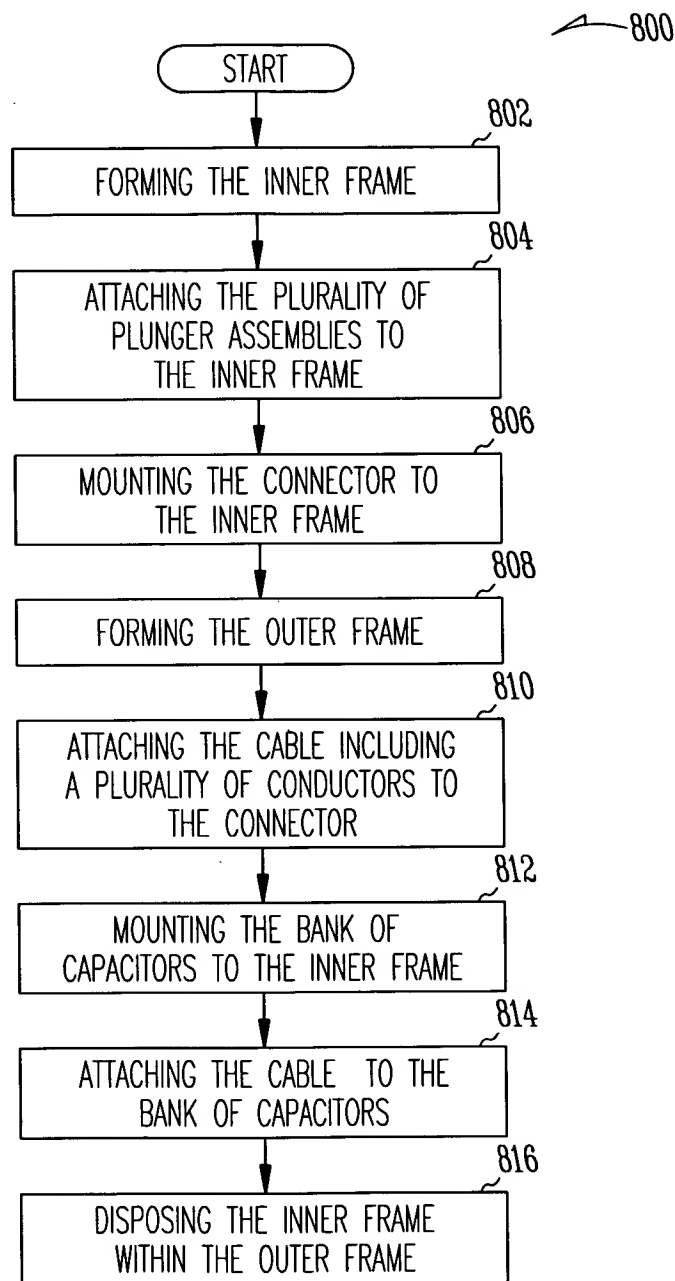 800
START
802
FORMING THE INNER FRAME
804
ATTACHING THE PLURALITY OF
PLUNGER ASSEMBLIES TO
THE INNER FRAME
806
MOUNTING THE CONNECTOR TO
THE INNER FRAME
808
FORMING THE OUTER FRAME
810
ATTACHING THE CABLE INCLUDING
A PLURALITY OF CONDUCTORS TO
THE CONNECTOR
812
MOUNTING THE BANK OF
CAPACITORS TO THE INNER FRAME
814
ATTACHING THE CABLE TO THE
BANK OF CAPACITORS
816
DISPOSING THE INNER FRAME
WITHIN THE OUTER FRAME